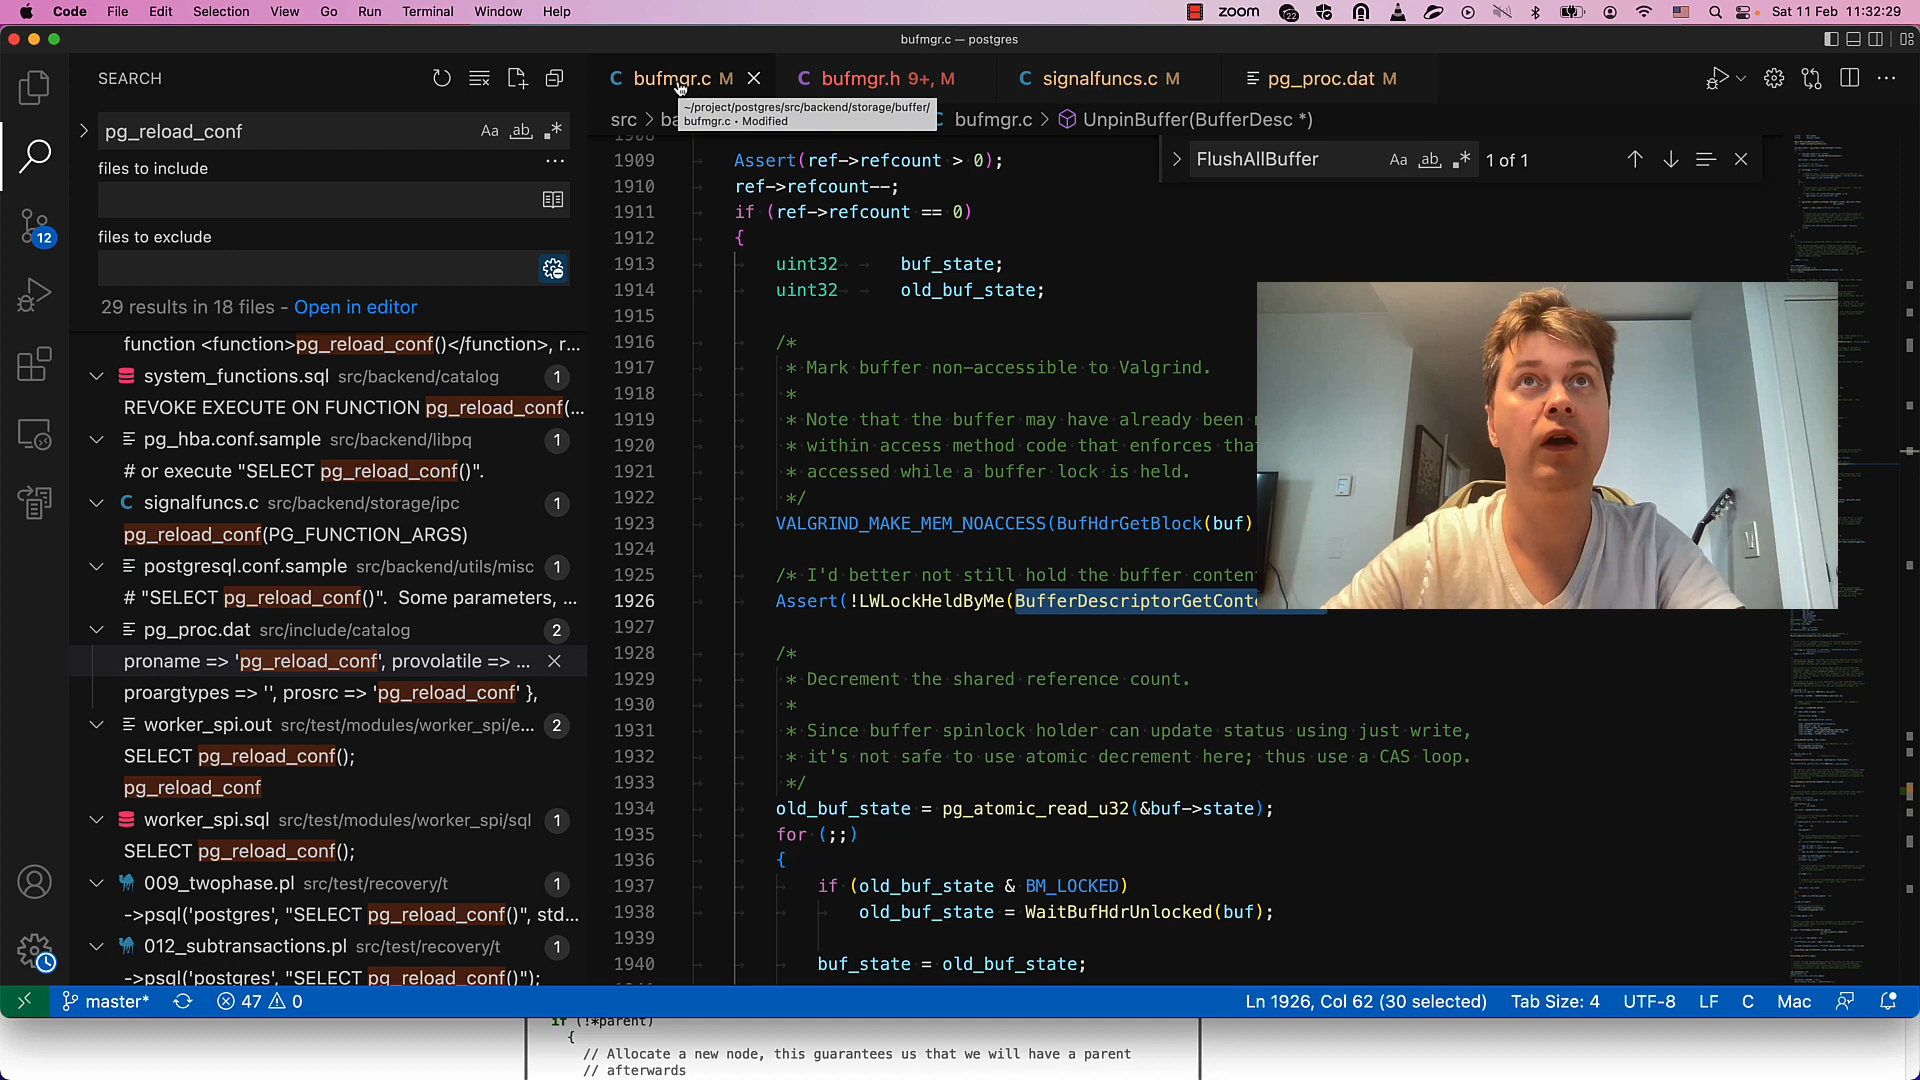 Code File Edit Selection View Go Run Terminal Window Help zoom 22 Sat 11 Feb 11:32:29
bufmgr.c — postgres
SEARCH
pg_reload_conf
Aa ab
files to include
files to exclude
29 results in 18 files - Open in editor
function <function>pg_reload_conf()</function>, r...
system_functions.sql src/backend/catalog 1
REVOKE EXECUTE ON FUNCTION pg_reload_conf(...
pg_hba.conf.sample src/backend/libpq 1
# or execute "SELECT pg_reload_conf()".
signalfuncs.c src/backend/storage/ipc 1
pg_reload_conf(PG_FUNCTION_ARGS)
postgresql.conf.sample src/backend/utils/misc 1
# "SELECT pg_reload_conf()".  Some parameters, ...
pg_proc.dat src/include/catalog 2
proname => 'pg_reload_conf', provolatile => ...
proargtypes => '', prosrc => 'pg_reload_conf' },
worker_spi.out src/test/modules/worker_spi/e... 2
SELECT pg_reload_conf();
pg_reload_conf
worker_spi.sql src/test/modules/worker_spi/sql 1
SELECT pg_reload_conf();
009_twophase.pl src/test/recovery/t 1
->psql('postgres', "SELECT pg_reload_conf()", std...
012_subtransactions.pl src/test/recovery/t 1
->psql('postgres', "SELECT pg_reload_conf()");
12
C bufmgr.c M
C bufmgr.h 9+, M
C signalfuncs.c M
pg_proc.dat M
~/project/postgres/src/backend/storage/buffer/
bufmgr.c • Modified
src > ba
bufmgr.c > UnpinBuffer(BufferDesc *)
FlushAllBuffer Aa ab 1 of 1
1908
1909 Assert(ref->refcount > 0);
1910 ref->refcount--;
1911 if (ref->refcount == 0)
1912 {
1913 uint32 buf_state;
1914 uint32 old_buf_state;
1915
1916 /*
1917 * Mark buffer non-accessible to Valgrind.
1918 *
1919 * Note that the buffer may have already been
1920 * within access method code that enforces tha
1921 * accessed while a buffer lock is held.
1922 */
1923 VALGRIND_MAKE_MEM_NOACCESS(BufHdrGetBlock(buf)
1924
1925 /* I'd better not still hold the buffer conten
1926 Assert(!LWLockHeldByMe(BufferDescriptorGetConte
1927
1928 /*
1929 * Decrement the shared reference count.
1930 *
1931 * Since buffer spinlock holder can update status using just write,
1932 * it's not safe to use atomic decrement here; thus use a CAS loop.
1933 */
1934 old_buf_state = pg_atomic_read_u32(&buf->state);
1935 for (;;)
1936 {
1937 if (old_buf_state & BM_LOCKED)
1938 old_buf_state = WaitBufHdrUnlocked(buf);
1939
1940 buf_state = old_buf_state;
master* 47 0 Ln 1926, Col 62 (30 selected) Tab Size: 4 UTF-8 LF C Mac
if (!*parent)
{
// Allocate a new node, this guarantees us that we will have a parent
// afterwards